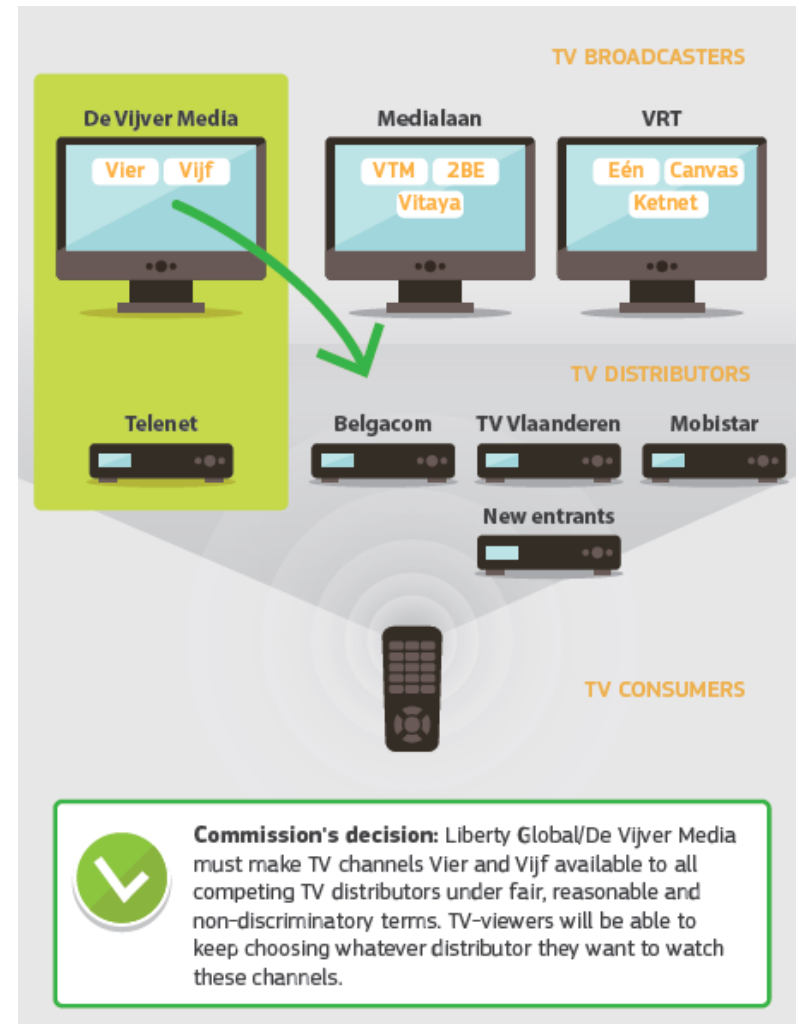 TV BROADCASTERS
De Vijver Media
Medialaan
VRT
Vier Vijf
VTM 2BE
Vitaya
Eén Canvas
Ketnet
TV DISTRIBUTORS
Telenet
Belgacom
TV Vlaanderen
Mobistar
New entrants
TV CONSUMERS
Commission's decision: Liberty Global/De Vijver Media
must make TV channels Vier and Vijf available to all
competing TV distributors under fair, reasonable and
non-discriminatory terms. TV-viewers will be able to
keep choosing whatever distributor they want to watch
these channels.